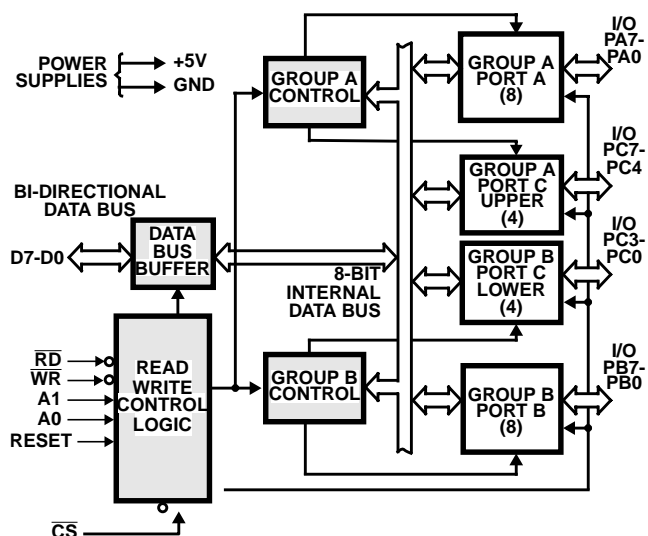 POWER
SUPPLIES
+5V
GND
GROUP A
CONTROL
GROUP A
PORT A
(8)
I/O
PA7-
PA0
GROUP A
PORT C
UPPER
(4)
I/O
PC7-
PC4
BI-DIRECTIONAL
DATA BUS
D7-D0
DATA
BUS
BUFFER
8-BIT
INTERNAL
DATA BUS
GROUP B
PORT C
LOWER
(4)
I/O
PC3-
PC0
RD
WR
A1
A0
RESET
READ
WRITE
CONTROL
LOGIC
GROUP B
CONTROL
GROUP B
PORT B
(8)
I/O
PB7-
PB0
CS